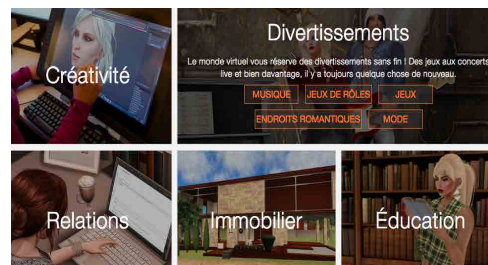 Créativité
Divertissements
Le monde virtuel vous réserve des divertissements sans fin ! Des jeux aux concerts
live et bien davantage, il y a toujours quelque chose de nouveau.
MUSIQUE
JEUX DE RÔLES
JEUX
ENDROITS ROMANTIQUES
MODE
Relations
Immobilier
Éducation